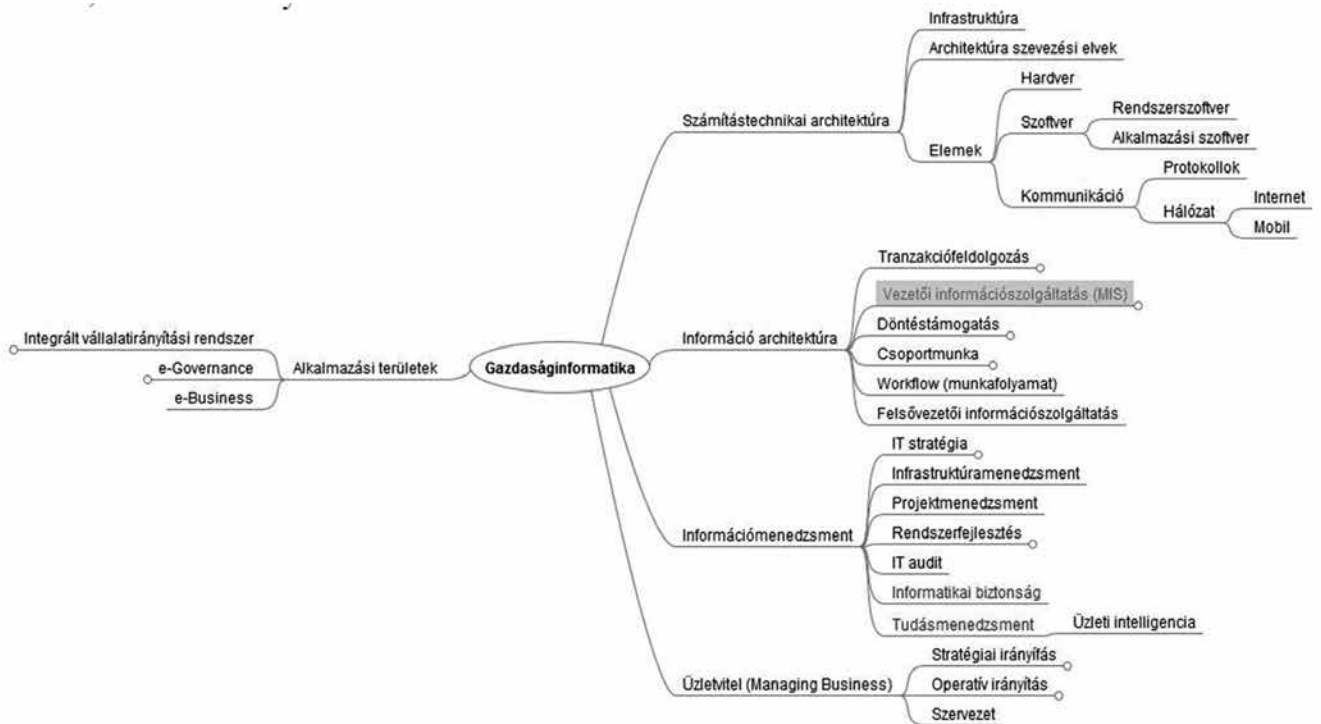 Infrastruktúra
Architektúra szevezési elvek
Hardver
Rendszerszoftver
Számítástechnikai architektúra
Szoftver
Alkalmazási szoftver
Elemek
Protokollok
Kommunikáció
Internet
Hálózat
Mobil
Tranzakciófeldolgozás
Vezetői információszolgáltatás (MIS)
Információ architektúra
Döntéstámogatás
Csoportmunka
Workflow (munkafolyamat)
Felsővezetői információszolgáltatás
Integrált vállalatirányítási rendszer
e-Governance
Alkalmazási területek
e-Business
Gazdaságinformatika
IT stratégia
Infrastruktúramenedzsment
Projektmenedzsment
Információmenedzsment
Rendszerfejlesztés
IT audit
Informatikai biztonság
Tudásmenedzsment
Üzleti intelligencia
Stratégiai irányífás
Üzletvitel (Managing Business)
Operatív irányítás
Szervezet